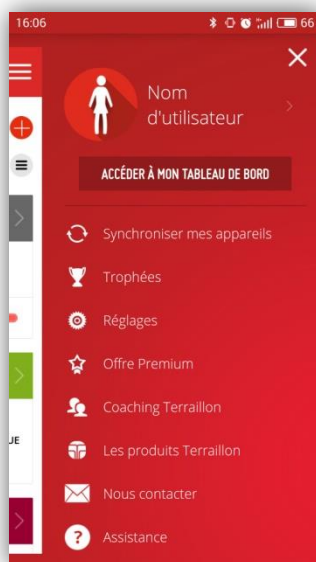 16:06
66
Nom
d'utilisateur
ACCÉDER À MON TABLEAU DE BORD
Synchroniser mes appareils
Trophées
Réglages
Offre Premium
Coaching Terraillon
UE
Les produits Terraillon
Nous contacter
? Assistance